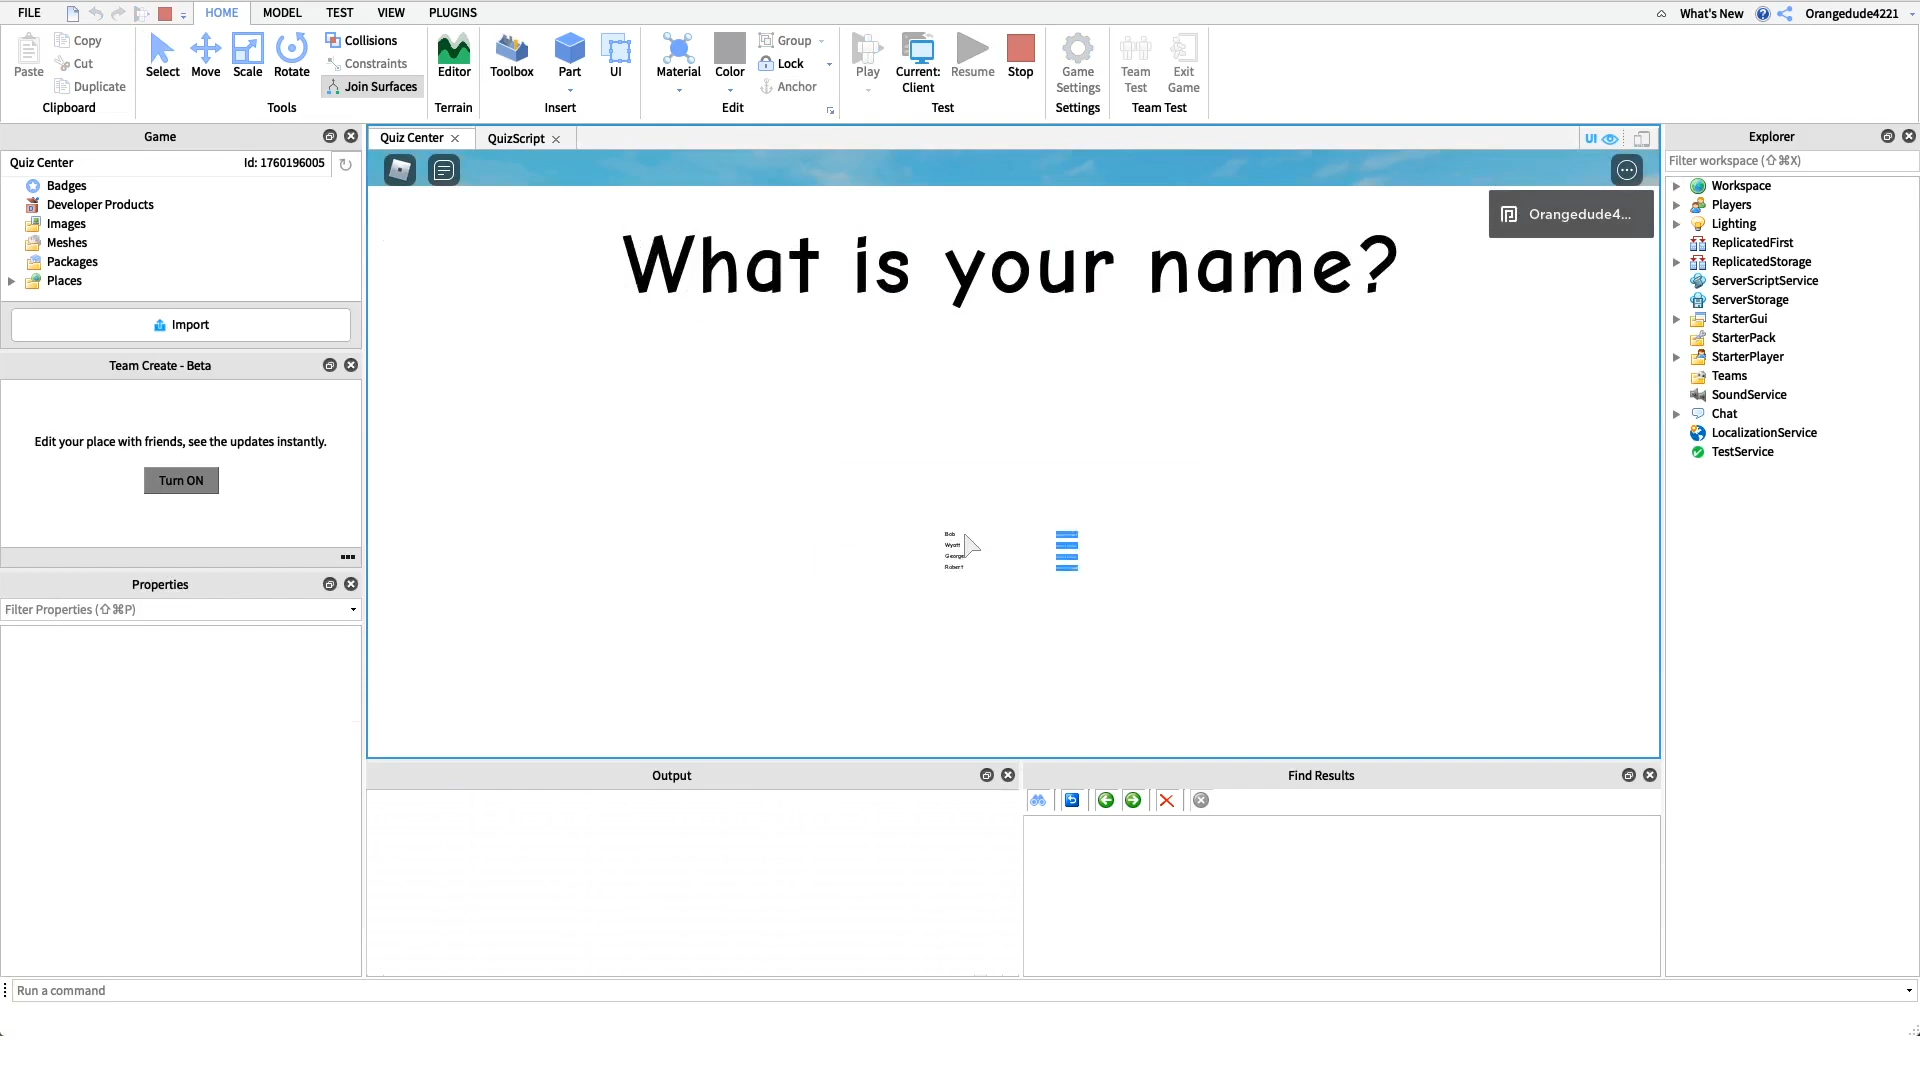 FILE
HOME
MODEL
TEST
VIEW
PLUGINS
What's New
Orangedude4221
Paste
Copy
Cut
Duplicate
Clipboard
Select
Move
Scale
Rotate
Collisions
Constraints
Join Surfaces
Tools
Editor
Terrain
Toolbox
Part
UI
Insert
Material
Color
Group
Lock
Anchor
Edit
Play
Current:
Client
Resume
Stop
Test
Game
Settings
Settings
Team
Test
Exit
Game
Team Test
Game
Quiz Center
Id: 1760196005
Badges
Developer Products
Images
Meshes
Packages
Places
Import
Team Create - Beta
Edit your place with friends, see the updates instantly.
Turn ON
Properties
Filter Properties (⇧⌘P)
Quiz Center
QuizScript
UI
Orangedude4...
What is your name?
Bob
Wyatt
George
Robert
Output
Find Results
Explorer
Filter workspace (⇧⌘X)
Workspace
Players
Lighting
ReplicatedFirst
ReplicatedStorage
ServerScriptService
ServerStorage
StarterGui
StarterPack
StarterPlayer
Teams
SoundService
Chat
LocalizationService
TestService
Run a command